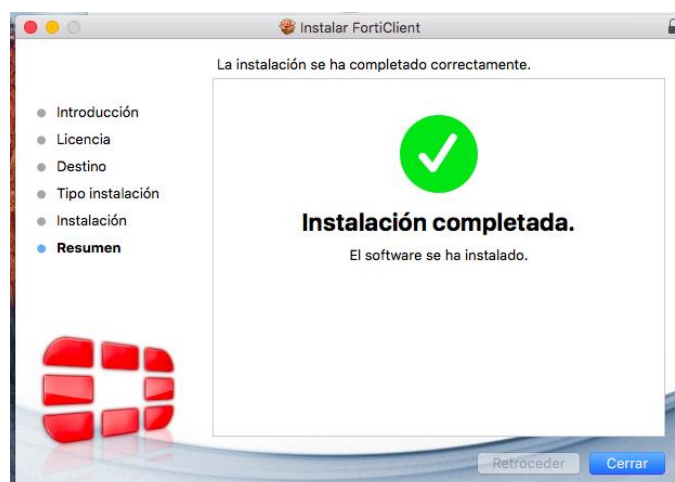 Instalar FortiClient
La instalación se ha completado correctamente.
Introducción
Licencia
Destino
Tipo instalación
Instalación
Resumen
Instalación completada.
El software se ha instalado.
Retroceder
Cerrar